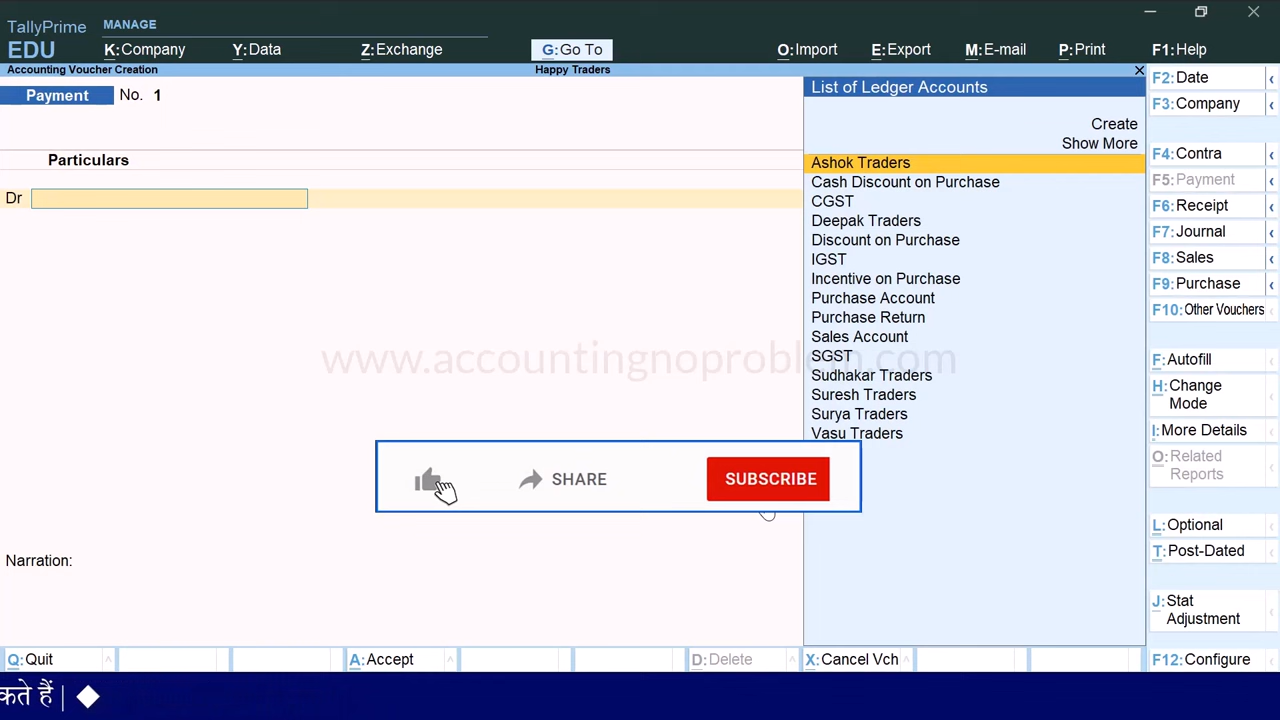 TallyPrime
EDU
MANAGE
K:Company
Y:Data
Z:Exchange
G:Go To
O:Import
E:Export
M:E-mail
P:Print
F1:Help
Accounting Voucher Creation
Happy Traders
Payment No. 1
Particulars
Dr
List of Ledger Accounts
Create
Show More
Ashok Traders
Cash Discount on Purchase
CGST
Deepak Traders
Discount on Purchase
IGST
Incentive on Purchase
Purchase Account
Purchase Return
Sales Account
SGST
Sudhakar Traders
Suresh Traders
Surya Traders
Vasu Traders
www.accountingnoproblem.com
SHARE
SUBSCRIBE
Narration:
F2:Date
F3:Company
F4:Contra
F5:Payment
F6:Receipt
F7:Journal
F8:Sales
F9:Purchase
F10:Other Vouchers
F:Autofill
H:Change
Mode
I:More Details
O:Related
Reports
L:Optional
T:Post-Dated
J:Stat
Adjustment
Q:Quit
A:Accept
D:Delete
X:Cancel Vch
F12:Configure
कते हैं |